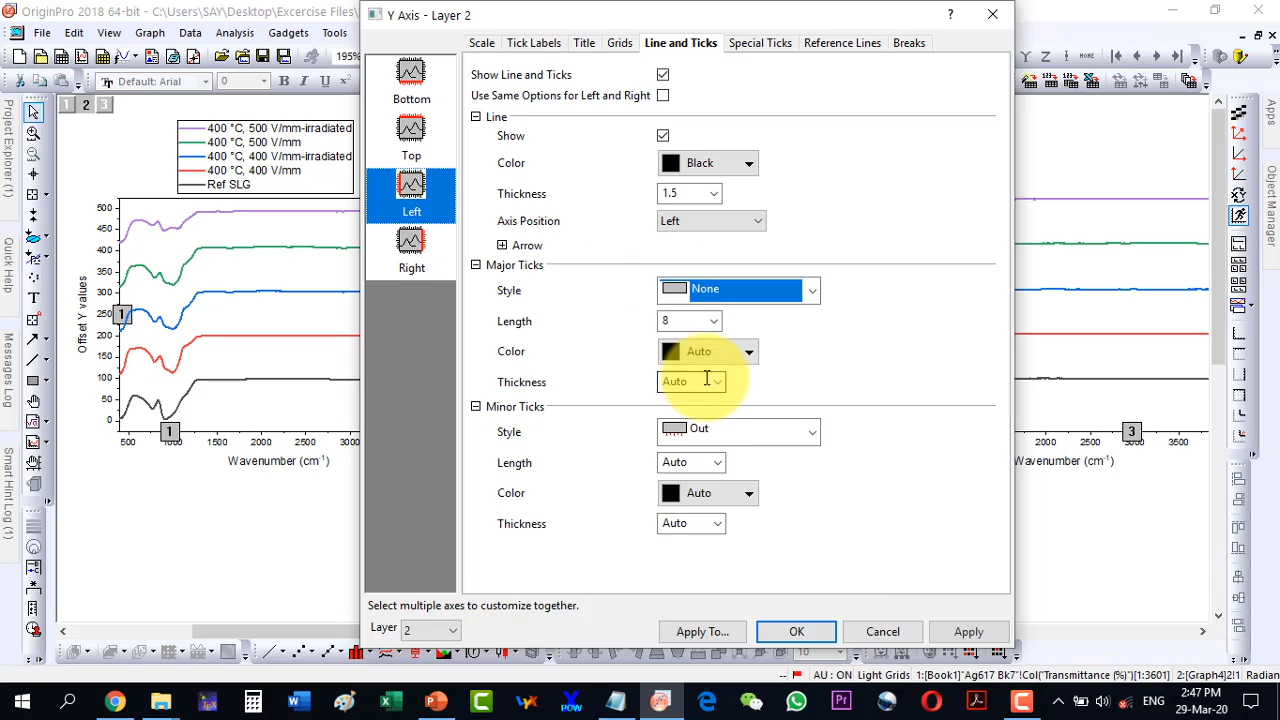 OriginPro 2018 64-bit - C:\Users\SAY\Desktop\Excercise Files\
File Edit View Graph Data Analysis Gadgets Tools
195%
Default: Arial 0 B I U
1 2 3
Project Explorer (1)
Quick Help
Messages Log
Smart Hint Log (1)
400 °C, 500 V/mm-irradiated
400 °C, 500 V/mm
400 °C, 400 V/mm-irradiated
400 °C, 400 V/mm
Ref SLG
Offset Y values
500
450
400
350
300
250
200
150
100
50
0
1
1
500 1000 1500 2000 2500 3000
Wavenumber (cm-1)
Y Axis - Layer 2
?
Scale Tick Labels Title Grids Line and Ticks Special Ticks Reference Lines Breaks
Bottom
Top
Left
Right
Show Line and Ticks
Use Same Options for Left and Right
Line
Show
Color Black
Thickness 1.5
Axis Position Left
Arrow
Major Ticks
Style None
Length 8
Color Auto
Thickness Auto
Minor Ticks
Style Out
Length Auto
Color Auto
Thickness Auto
Select multiple axes to customize together.
Layer 2
Apply To... OK Cancel Apply
Y Z
Apps
Object Manager
2000 2500 3000 3500
3
Wavenumber (cm-1)
10
-- AU : ON Light Grids 1:[Book1]"Ag617 Bk7"!Col("Transmittance (%)")[1:3601] 2:[Graph4]2!1 Radian
ENG
2:47 PM
29-Mar-20